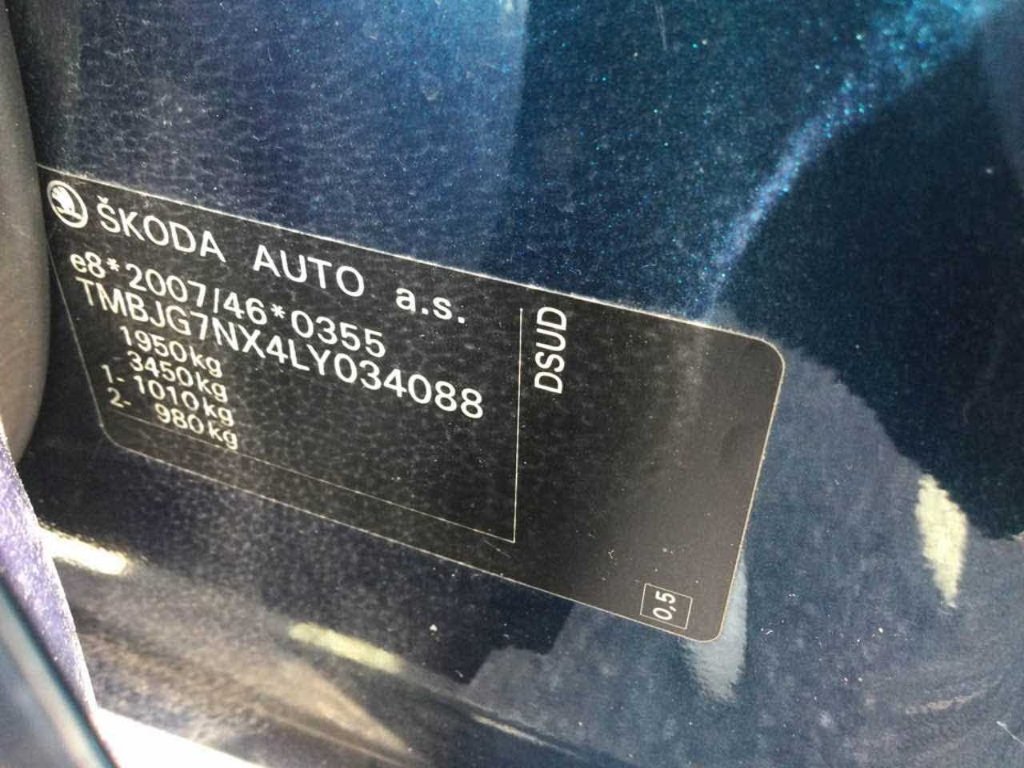 ŠKODA AUTO a.s.
e8*2007/46*0355
TMBJG7NX4LY034088
1950kg
3450kg
1- 1010kg
2- 980kg
DSUD
0,5